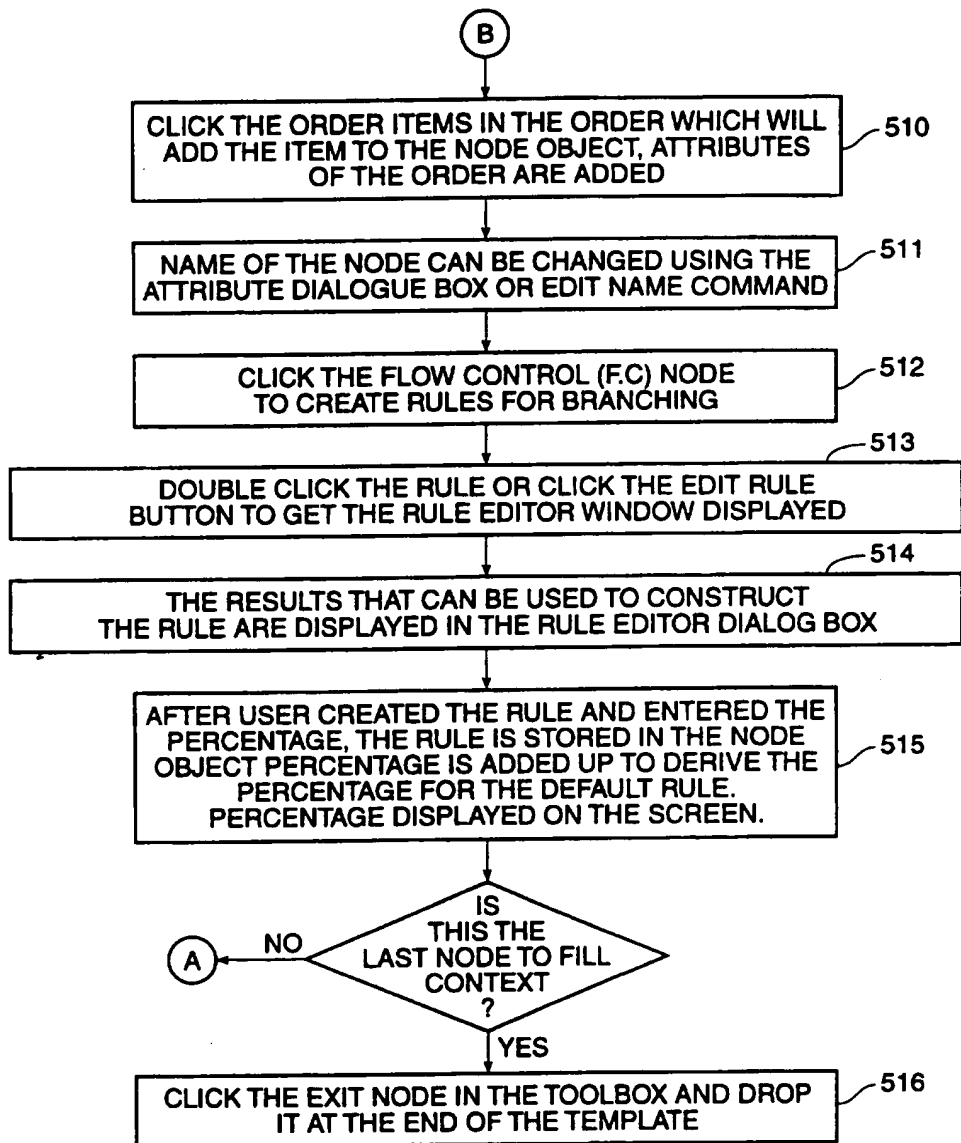 B
CLICK THE ORDER ITEMS IN THE ORDER WHICH WILL
ADD THE ITEM TO THE NODE OBJECT, ATTRIBUTES
OF THE ORDER ARE ADDED
510
NAME OF THE NODE CAN BE CHANGED USING THE
ATTRIBUTE DIALOGUE BOX OR EDIT NAME COMMAND
511
CLICK THE FLOW CONTROL (F.C) NODE
TO CREATE RULES FOR BRANCHING
512
513
DOUBLE CLICK THE RULE OR CLICK THE EDIT RULE
BUTTON TO GET THE RULE EDITOR WINDOW DISPLAYED
514
THE RESULTS THAT CAN BE USED TO CONSTRUCT
THE RULE ARE DISPLAYED IN THE RULE EDITOR DIALOG BOX
AFTER USER CREATED THE RULE AND ENTERED THE
PERCENTAGE, THE RULE IS STORED IN THE NODE
OBJECT PERCENTAGE IS ADDED UP TO DERIVE THE
PERCENTAGE FOR THE DEFAULT RULE.
PERCENTAGE DISPLAYED ON THE SCREEN.
515
IS
THIS THE
LAST NODE TO FILL
CONTEXT
?
NO
A
YES
CLICK THE EXIT NODE IN THE TOOLBOX AND DROP
IT AT THE END OF THE TEMPLATE
516